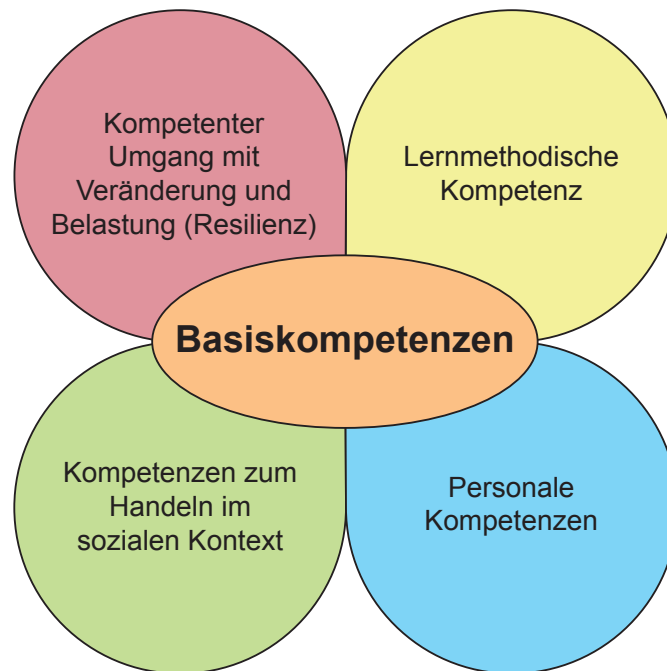 Kompetenter
Umgang mit
Veränderung und
Belastung (Resilienz)
Lernmethodische
Kompetenz
Basiskompetenzen
Kompetenzen zum
Handeln im
sozialen Kontext
Personale
Kompetenzen